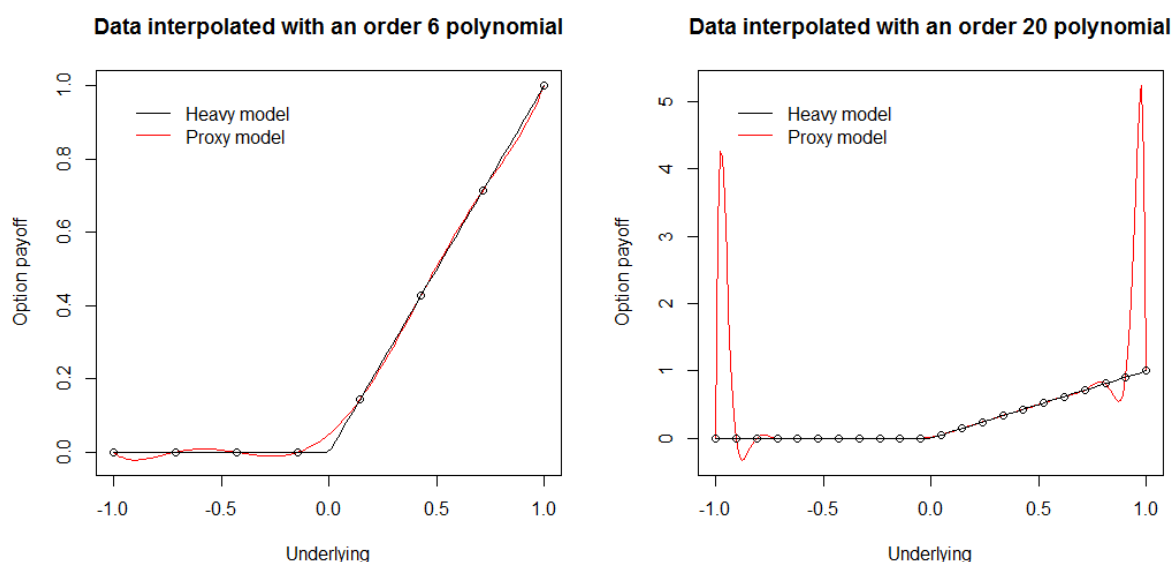 Data interpolated with an order 6 polynomial
Heavy model
Proxy model
Option payoff
0.0
0.2
0.4
0.6
0.8
1.0
-1.0
-0.5
0.0
0.5
1.0
Underlying
Data interpolated with an order 20 polynomial
Heavy model
Proxy model
Option payoff
0
1
2
3
4
5
-1.0
-0.5
0.0
0.5
1.0
Underlying